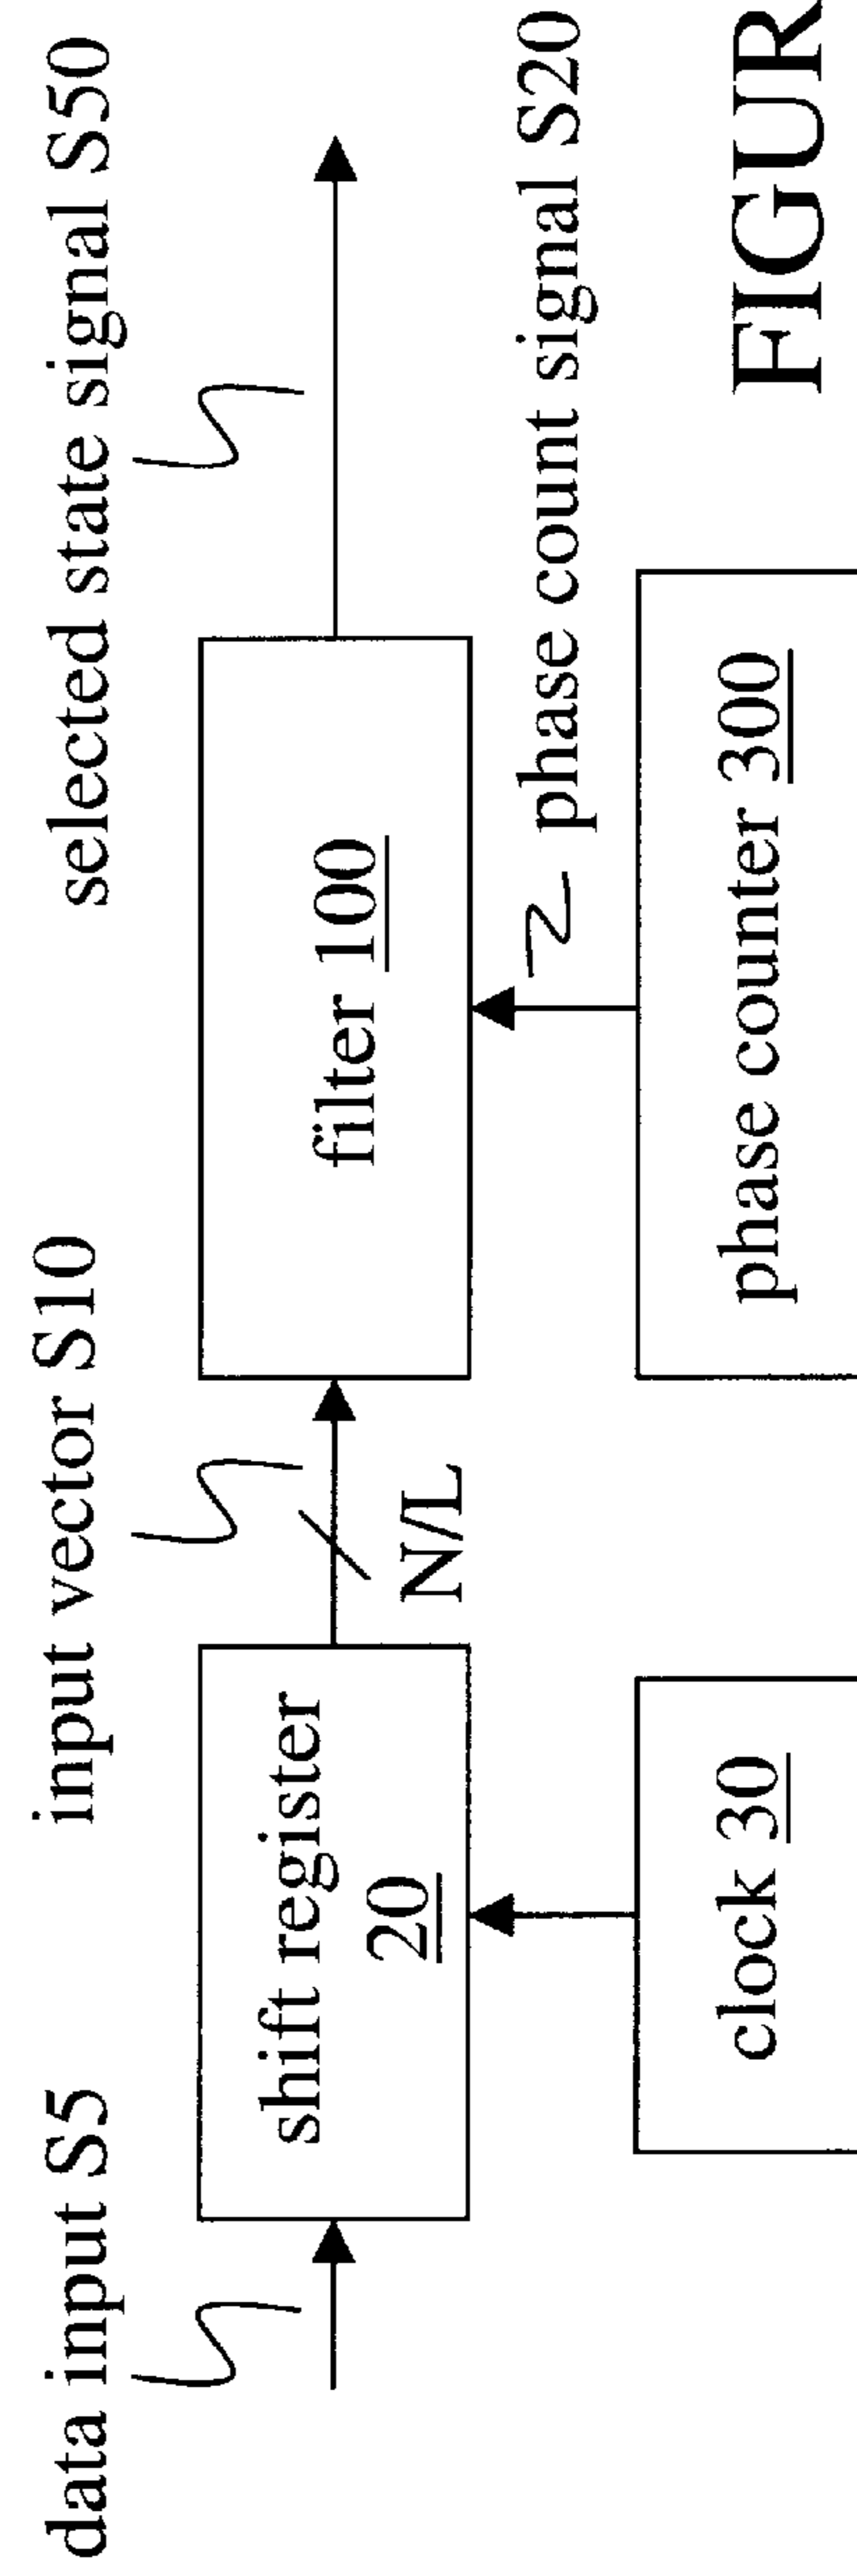 data input S5
input vector S10
selected state signal S50
shift register
20
N/L
filter 100
phase count signal S20
clock 30
phase counter 300
FIGUR